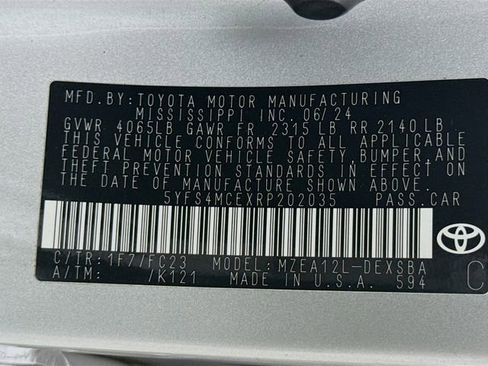 MFD.BY:TOYOTA MOTOR MANUFACTURING
MISSISSIPPI INC. 06/24
GVWR 4065LB GAWR FR 2315 LB RR 2140 LB
THIS VEHICLE CONFORMS TO ALL APPLICABLE
FEDERAL MOTOR VEHICLE SAFETY, BUMPER, AND
THEFT PREVENTION STANDARDS IN EFFECT ON
THE DATE OF MANUFACTURE SHOWN ABOVE.
5YFS4MCEXRP202035 PASS.CAR
C/TR:1F7/FC23 MODEL:MZEA12L-DEXSBA
A/TM: /K121 MADE IN U.S.A. 594
C